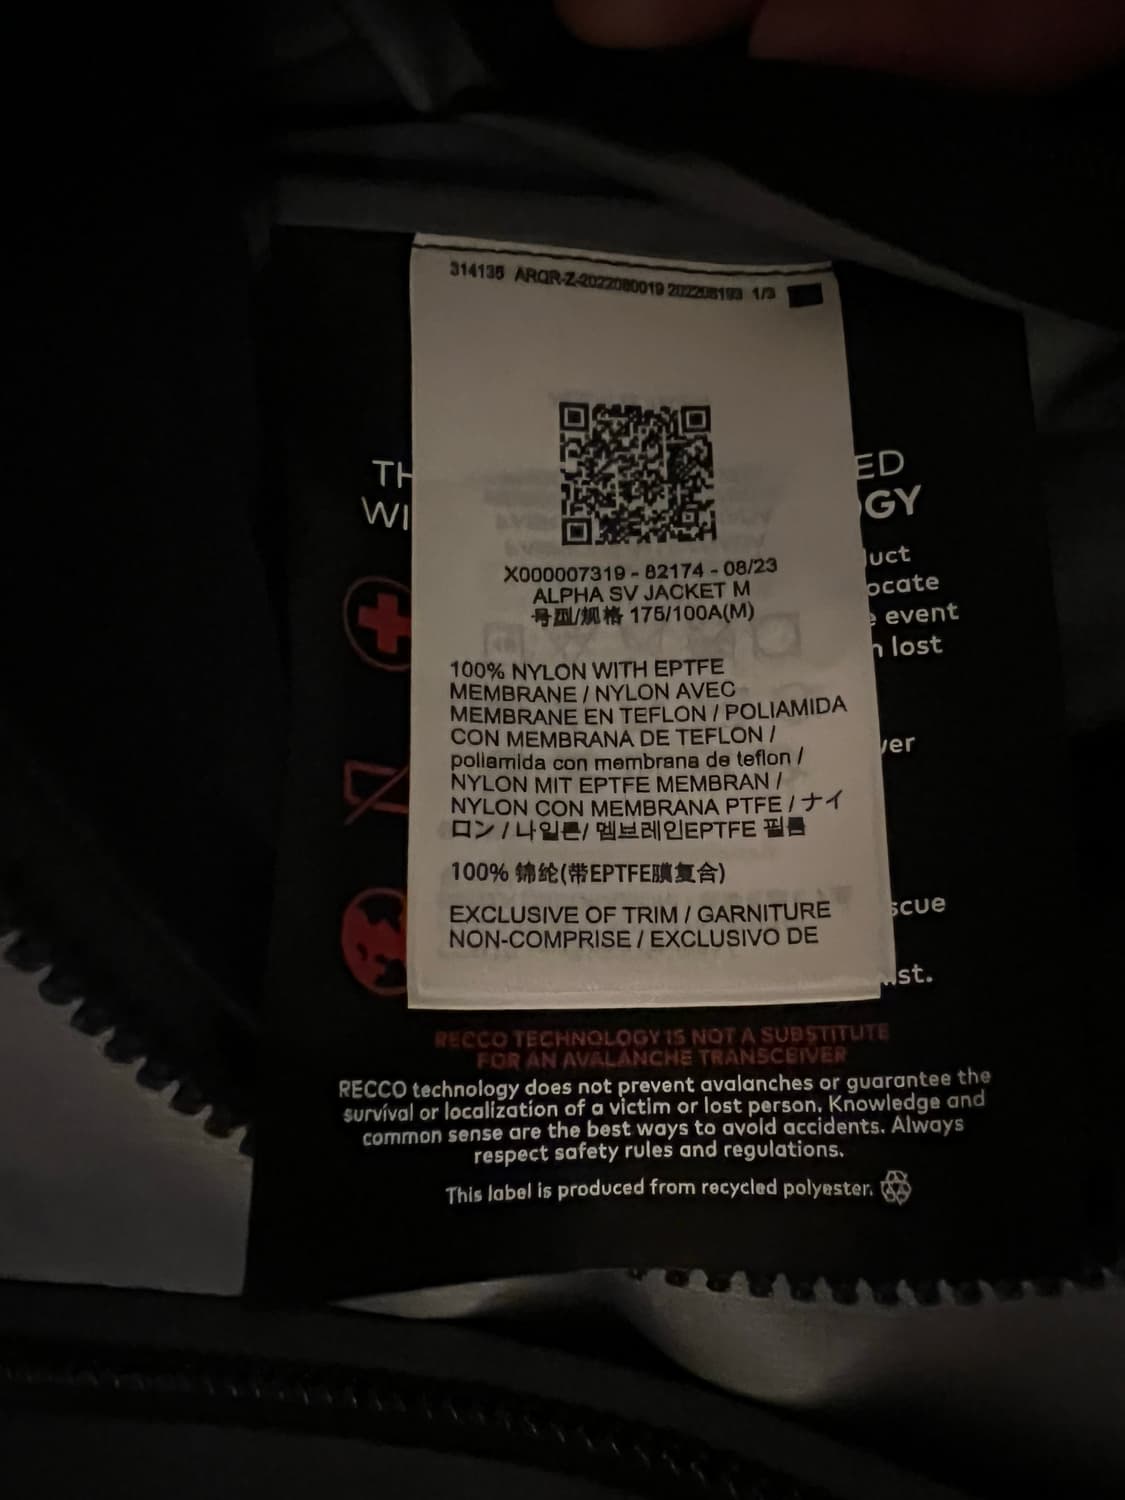 314135 ARQR-Z-2022080019 202208193 1/3
X000007319 - 82174 - 08/23
ALPHA SV JACKET M
号型/规格 175/100A(M)
100% NYLON WITH EPTFE
MEMBRANE / NYLON AVEC
MEMBRANE EN TEFLON / POLIAMIDA
CON MEMBRANA DE TEFLON /
poliamida con membrana de teflon /
NYLON MIT EPTFE MEMBRAN /
NYLON CON MEMBRANA PTFE / ナイ
ロン / 나일론/ 멤브레인EPTFE 필름
100% 锦纶(带EPTFE膜复合)
EXCLUSIVE OF TRIM / GARNITURE
NON-COMPRISE / EXCLUSIVO DE
TH
WI
ED
OGY
duct
ocate
e event
n lost
ver
scue
st.
RECCO TECHNOLOGY IS NOT A SUBSTITUTE
FOR AN AVALANCHE TRANSCEIVER
RECCO technology does not prevent avalanches or guarantee the
survival or localization of a victim or lost person. Knowledge and
common sense are the best ways to avoid accidents. Always
respect safety rules and regulations.
This label is produced from recycled polyester.